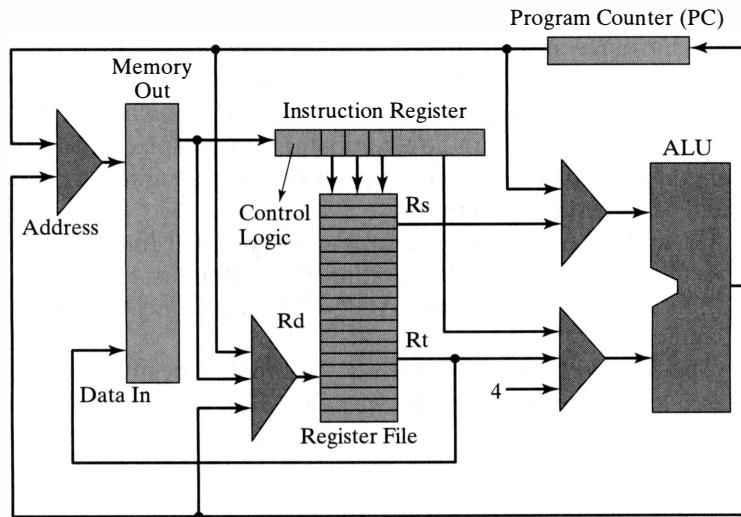 Program Counter (PC)
Memory
Out
Instruction Register
ALU
Control
Logic
Rs
Address
Rd
Rt
4
Data In
Register File